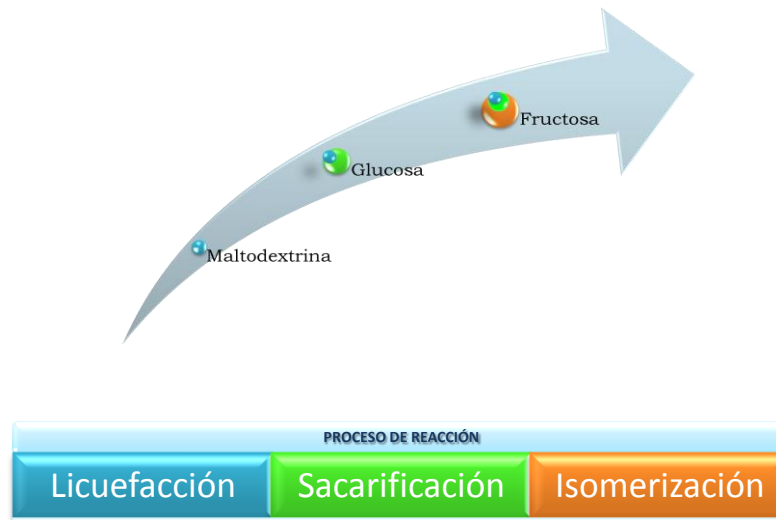 Fructosa
Glucosa
Maltodextrina
PROCESO DE REACCIÓN
Licuefacción
Sacarificación
Isomerización